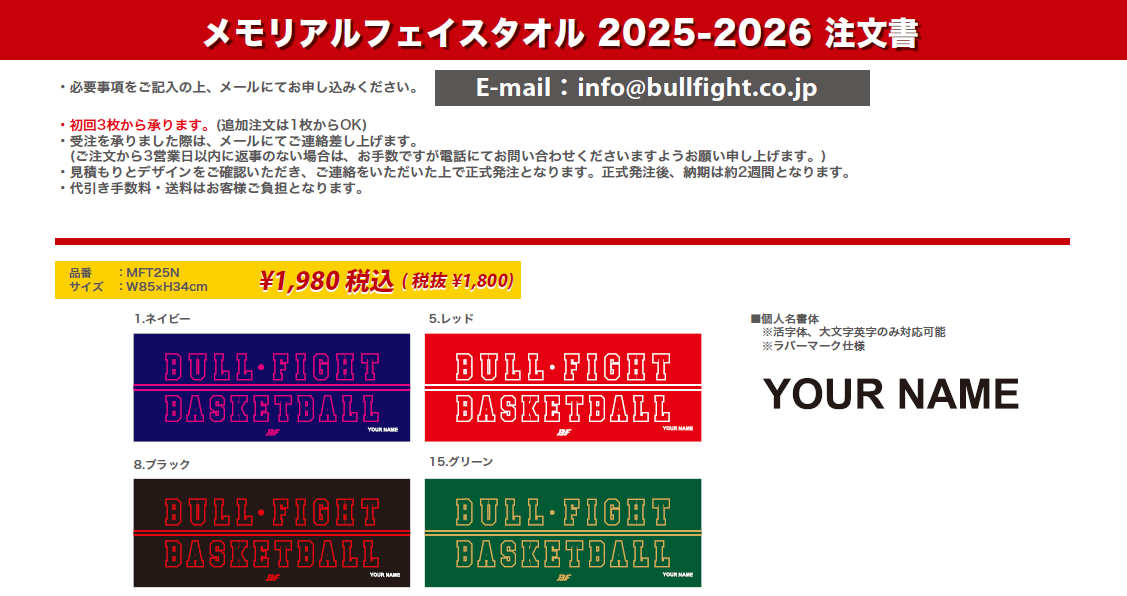 メモリアルフェイスタオル 2025-2026 注文書
・必要事項をご記入の上、メールにてお申し込みください。
E-mail：info@bullfight.co.jp
・初回3枚から承ります。(追加注文は1枚からOK)
・受注を承りました際は、メールにてご連絡差し上げます。
(ご注文から3営業日以内に返事のない場合は、お手数ですが電話にてお問い合わせくださいますようお願い申し上げます。)
・見積もりとデザインをご確認いただき、ご連絡をいただいた上で正式発注となります。正式発注後、納期は約2週間となります。
・代引き手数料・送料はお客様ご負担となります。
品番 ：MFT25N
サイズ ：W85×H34cm
¥1,980 税込 ( 税抜 ¥1,800)
1.ネイビー
BULL・FIGHT
BASKETBALL
BF
YOUR NAME
5.レッド
BULL・FIGHT
BASKETBALL
BF
YOUR NAME
■個人名書体
※活字体、大文字英字のみ対応可能
※ラバーマーク仕様
YOUR NAME
8.ブラック
BULL・FIGHT
BASKETBALL
BF
YOUR NAME
15.グリーン
BULL・FIGHT
BASKETBALL
BF
YOUR NAME